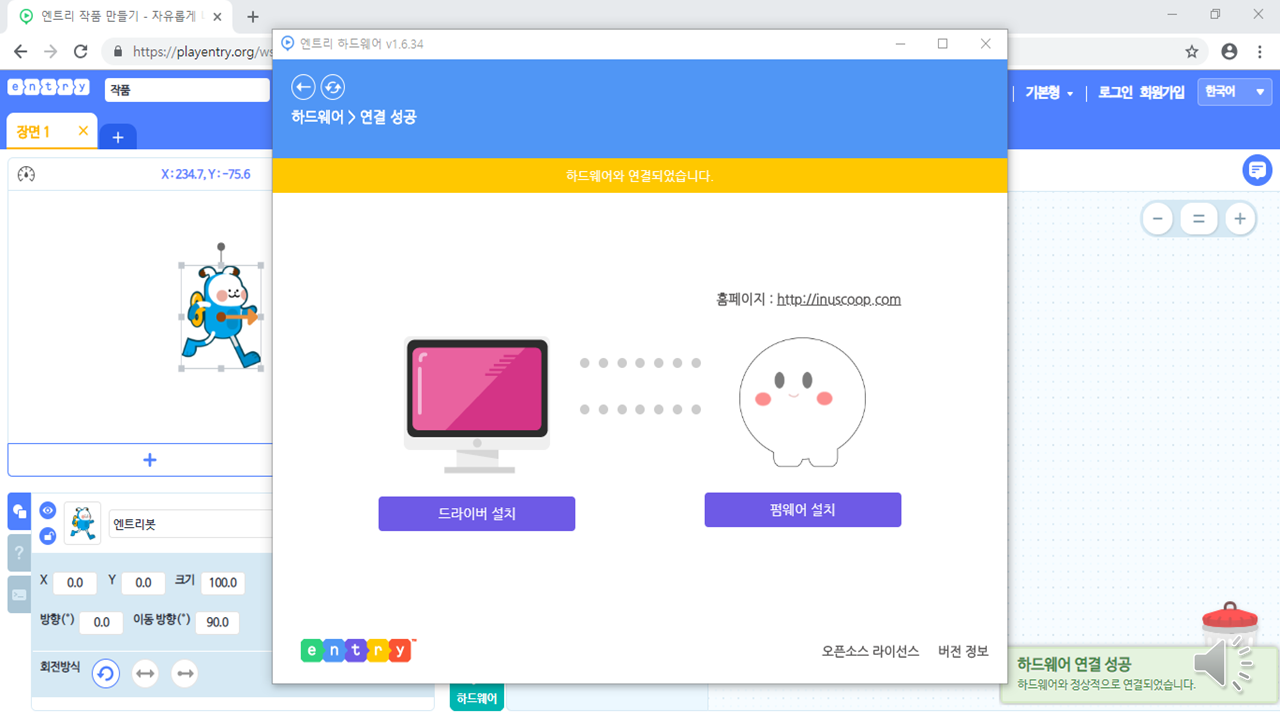 엔트리 작품 만들기 - 자유롭게
https://playentry.org/ws
엔트리 하드웨어 v1.6.34
entry
작품
기본형
로그인 회원가입
한국어
하드웨어 > 연결 성공
장면 1
하드웨어와 연결되었습니다.
X : 234.7, Y : -75.6
홈페이지 : http://inuscoop.com
드라이버 설치
펌웨어 설치
엔트리봇
X 0.0 Y 0.0 크기 100.0
방향(°) 0.0 이동 방향(°) 90.0
회전방식
entry™
오픈소스 라이선스 버전 정보
하드웨어
하드웨어 연결 성공
하드웨어와 정상적으로 연결되었습니다.